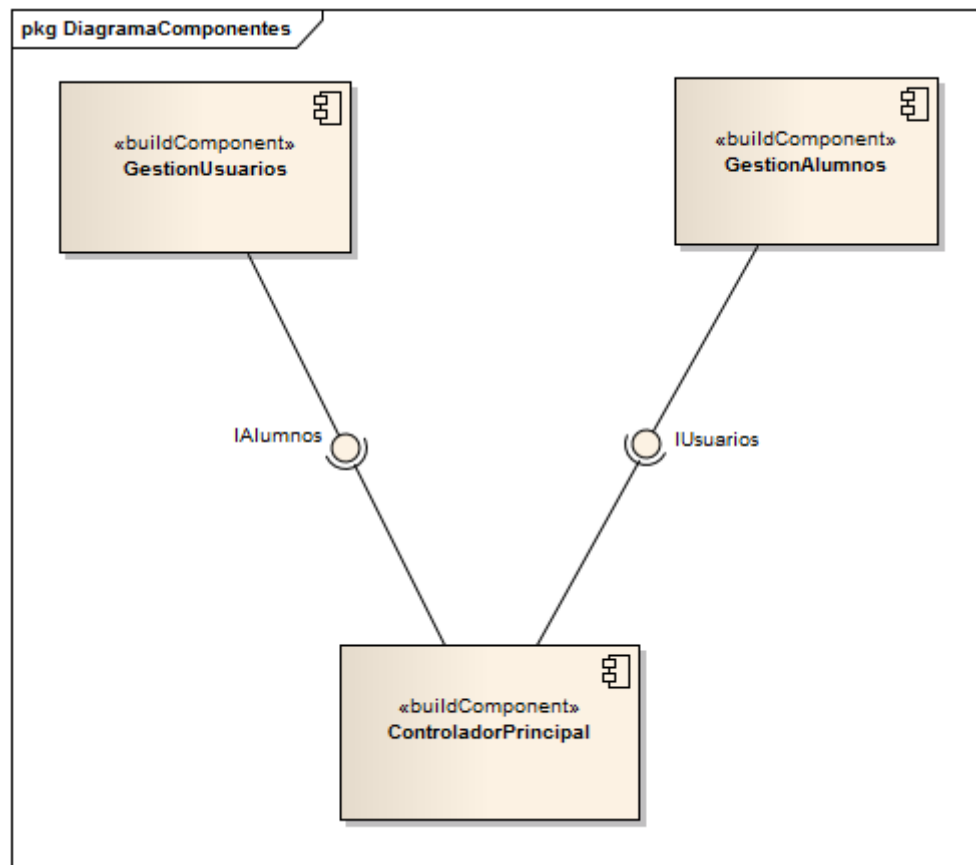 pkg DiagramaComponentes
«buildComponent»
GestionUsuarios
«buildComponent»
GestionAlumnos
IAlumnos
IUsuarios
«buildComponent»
ControladorPrincipal